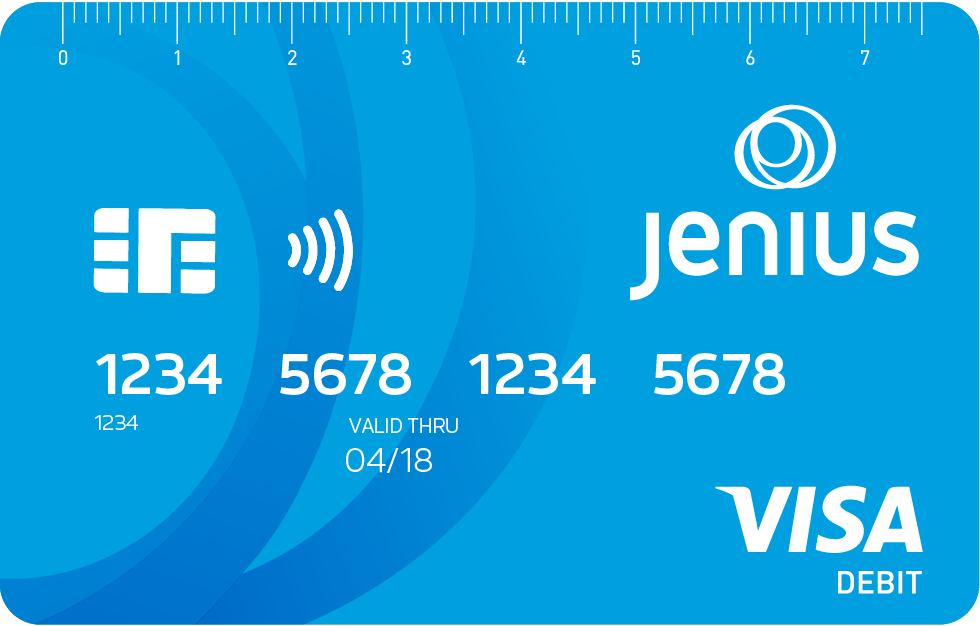 0 1 2 3 4 5 6 7
Jenius
1234 5678 1234 5678
1234
VALID THRU
04/18
VISA
DEBIT